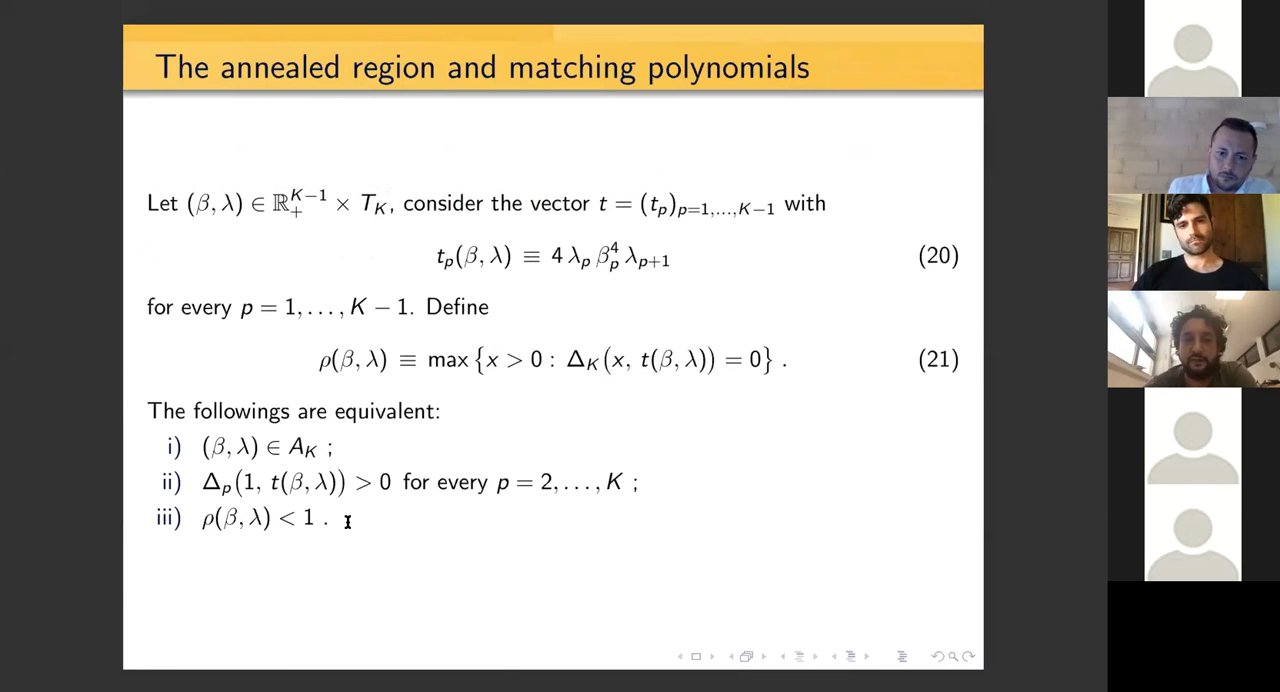 The annealed region and matching polynomials
Let (β, λ) ∈ ℝ₊^{K−1} × T_K, consider the vector t = (t_p)_{p=1,...,K−1} with
t_p(β, λ) ≡ 4 λ_p β_p^4 λ_{p+1} (20)
for every p = 1, . . . , K − 1. Define
ρ(β, λ) ≡ max{x > 0 : Δ_K(x, t(β, λ)) = 0} . (21)
The followings are equivalent:
i) (β, λ) ∈ A_K ;
ii) Δ_p(1, t(β, λ)) > 0 for every p = 2, . . . , K ;
iii) ρ(β, λ) < 1 .